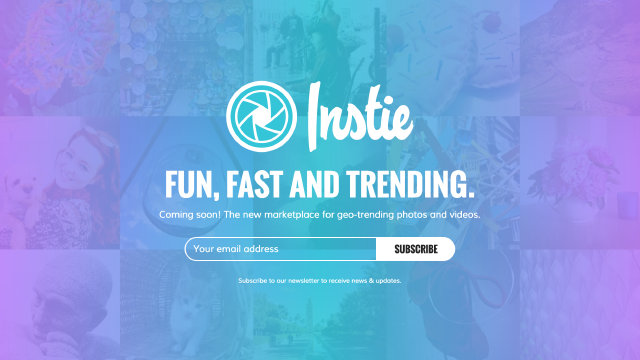 Instie
FUN, FAST AND TRENDING.
Coming soon! The new marketplace for geo-trending photos and videos.
Your email address
SUBSCRIBE
Subscribe to our newsletter to receive news & updates.